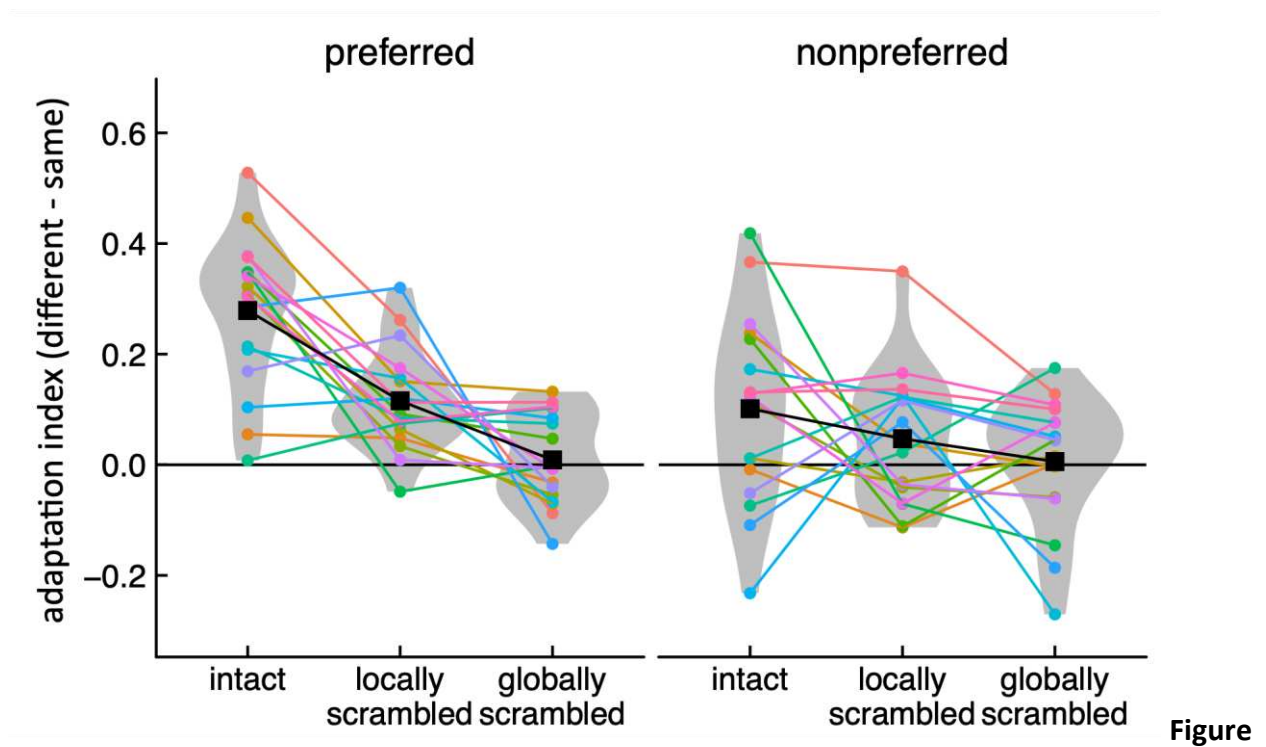 preferred
nonpreferred
adaptation index (different - same)
0.6
0.4
0.2
0.0
−0.2
intact
locally
scrambled
globally
scrambled
intact
locally
scrambled
globally
scrambled
Figure